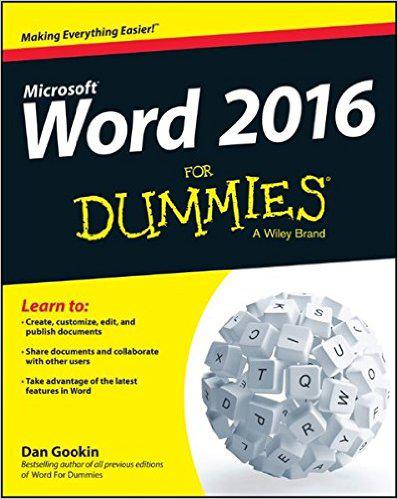 Making Everything Easier!™
Microsoft®
Word 2016
FOR
DUMMIES®
A Wiley Brand
Learn to:
• Create, customize, edit, and
publish documents
• Share documents and collaborate
with other users
• Take advantage of the latest
features in Word
Dan Gookin
Bestselling author of all previous editions
of Word For Dummies